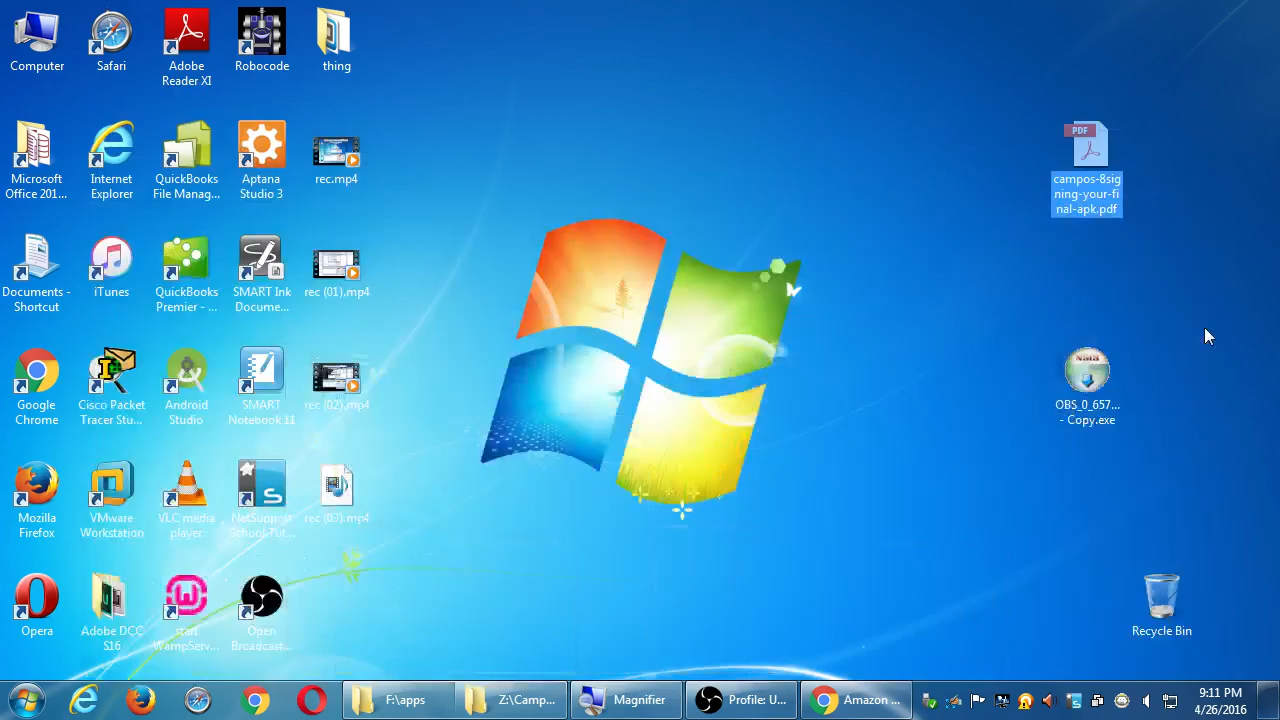 Computer
Safari
Adobe
Reader XI
Robocode
thing
PDF
campos-8sig
ning-your-fi
nal-apk.pdf
Microsoft
Office 201...
Internet
Explorer
QuickBooks
File Manag...
Aptana
Studio 3
rec.mp4
Documents -
Shortcut
iTunes
QuickBooks
Premier - ...
SMART Ink
Docume...
rec (01).mp4
Google
Chrome
Cisco Packet
Tracer Stu...
Android
Studio
SMART
Notebook 11
rec (02).mp4
Nata
OBS_0_657...
- Copy.exe
Mozilla
Firefox
VMware
Workstation
VLC media
player
NetSupport
School Tut...
rec (03).mp4
Opera
Adobe DCC
S16
start
WampServ...
Open
Broadcast...
Recycle Bin
F:\apps
Z:\Camp...
Magnifier
Profile: U...
Amazon ...
9:11 PM
4/26/2016